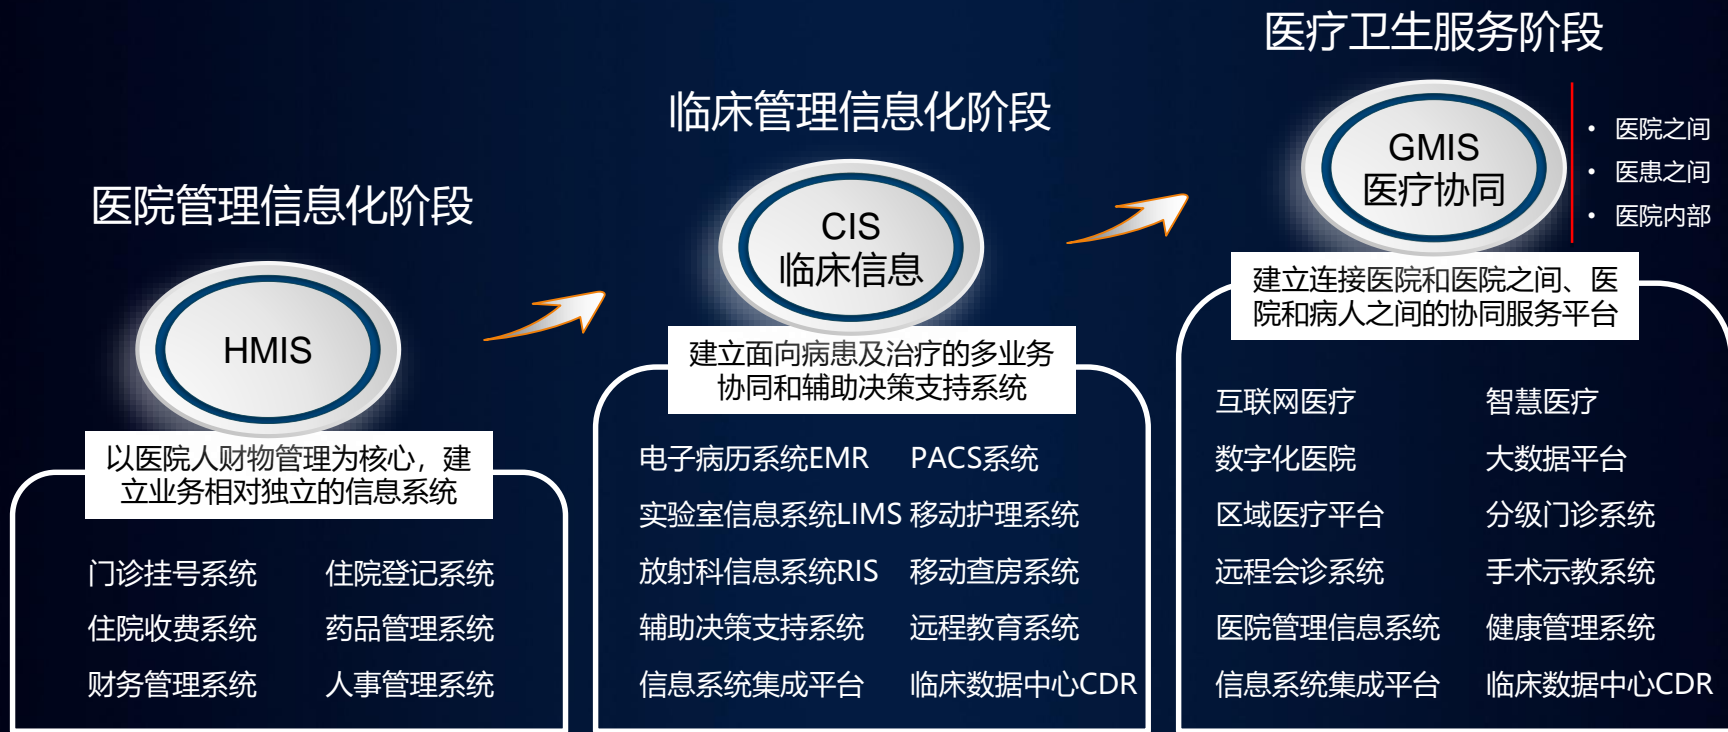 医院管理信息化阶段
HMIS
以医院人财物管理为核心，建
立业务相对独立的信息系统
门诊挂号系统 住院登记系统
住院收费系统 药品管理系统
财务管理系统 人事管理系统
临床管理信息化阶段
CIS
临床信息
建立面向病患及治疗的多业务
协同和辅助决策支持系统
电子病历系统EMR PACS系统
实验室信息系统LIMS 移动护理系统
放射科信息系统RIS 移动查房系统
辅助决策支持系统 远程教育系统
信息系统集成平台 临床数据中心CDR
医疗卫生服务阶段
GMIS
医疗协同
• 医院之间
• 医患之间
• 医院内部
建立连接医院和医院之间、医
院和病人之间的协同服务平台
互联网医疗 智慧医疗
数字化医院 大数据平台
区域医疗平台 分级门诊系统
远程会诊系统 手术示教系统
医院管理信息系统 健康管理系统
信息系统集成平台 临床数据中心CDR